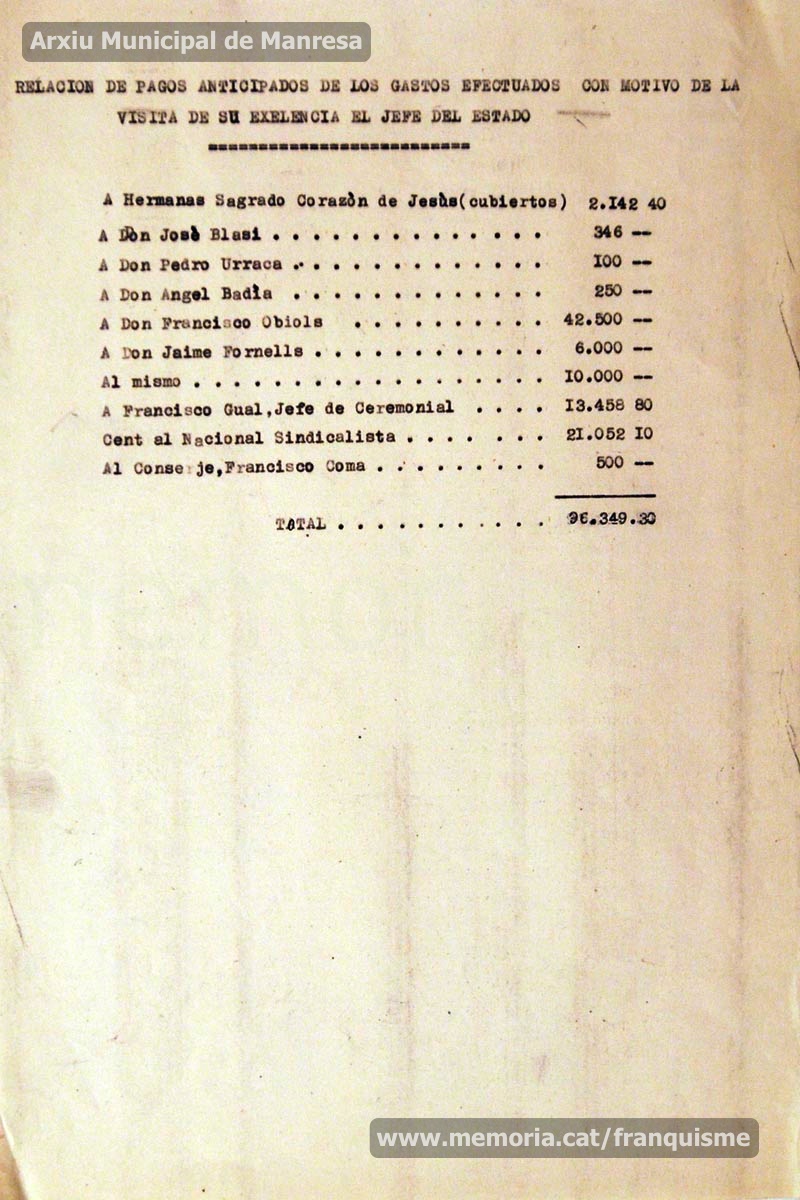 Arxiu Municipal de Manresa
RELACION DE PAGOS ANTICIPADOS DE LOS GASTOS EFECTUADOS CON MOTIVO DE LA
VISITA DE SU EXELENCIA EL JEFE DEL ESTADO
==========================
A Hermanas Sagrado Corazòn de Jesùs(cubiertos) 2.142 40
A Don Josè Blasi . . . . . . . . . . . . . . 346 --
A Don Pedro Urraca . . . . . . . . . . . . . 100 --
A Don Angel Badìa . . . . . . . . . . . . . 250 --
A Don Francisco Obiols . . . . . . . . . . 42.500 --
A Don Jaime Fornells . . . . . . . . . . . . 6.000 --
Al mismo . . . . . . . . . . . . . . . . . . 10.000 --
A Francisco Gual,Jefe de Ceremonial . . . . 13.458 80
Cent al Nacional Sindicalista . . . . . . . 21.052 10
Al Conserje,Francisco Coma . . . . . . . . . 500 --
TOTAL . . . . . . . . . . . 96.349.30
www.memoria.cat/franquisme